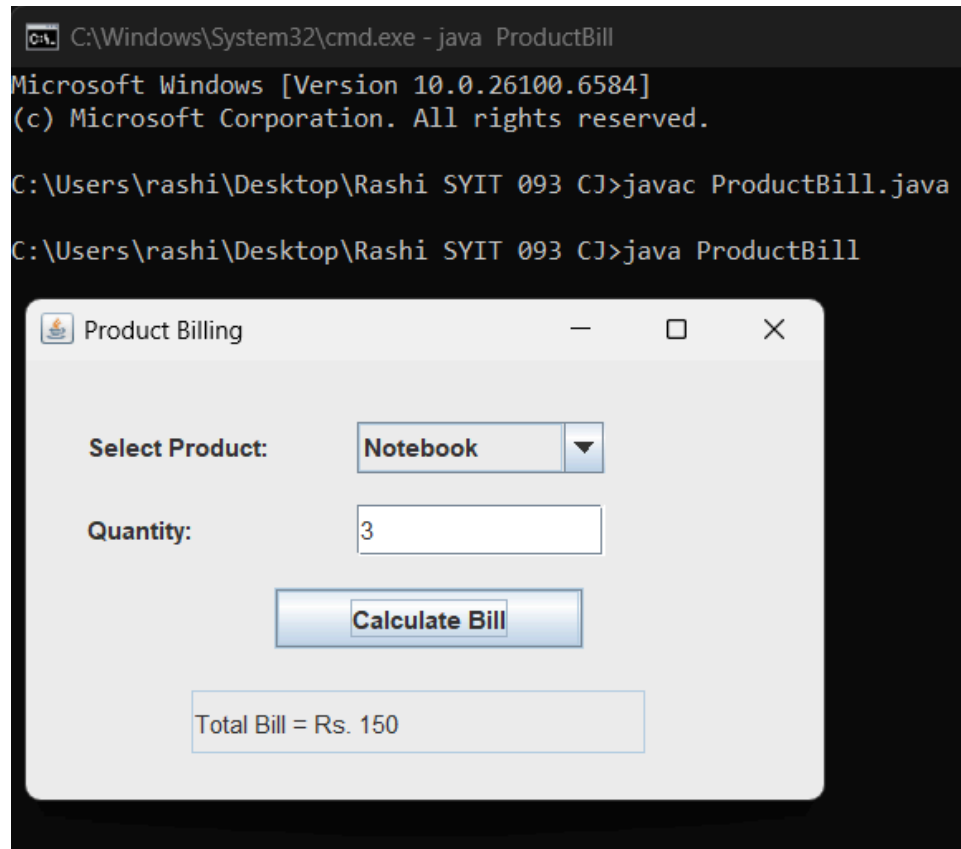 C:\Windows\System32\cmd.exe - java  ProductBill
Microsoft Windows [Version 10.0.26100.6584]
(c) Microsoft Corporation. All rights reserved.
C:\Users\rashi\Desktop\Rashi SYIT 093 CJ>javac ProductBill.java
C:\Users\rashi\Desktop\Rashi SYIT 093 CJ>java ProductBill
Product Billing
Select Product: Notebook
Quantity: 3
Calculate Bill
Total Bill = Rs. 150